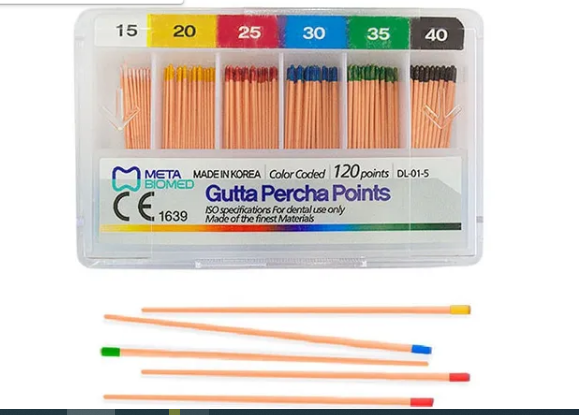 15 20 25 30 35 40
META BIOMED MADE IN KOREA Color Coded 120 points DL-01-5
Gutta Percha Points
CE 1639 ISO specifications For dental use only
Made of the finest Materials